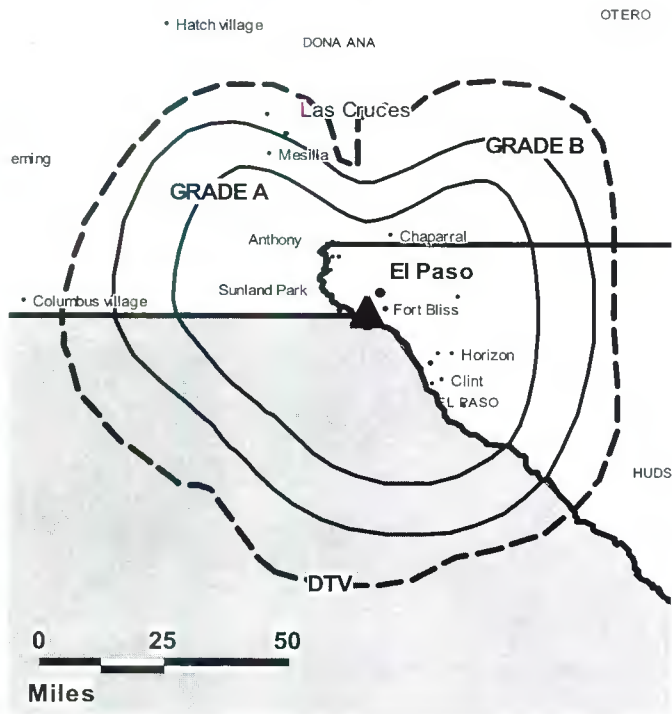 OTERO
Hatch village
DONA ANA
Las Cruces
GRADE B
eming
Mesilla
GRADE A
Anthony
Chaparral
El Paso
Sunland Park
Columbus village
Fort Bliss
Horizon
Clint
EL PASO
HUDS
DTV
0 25 50
Miles